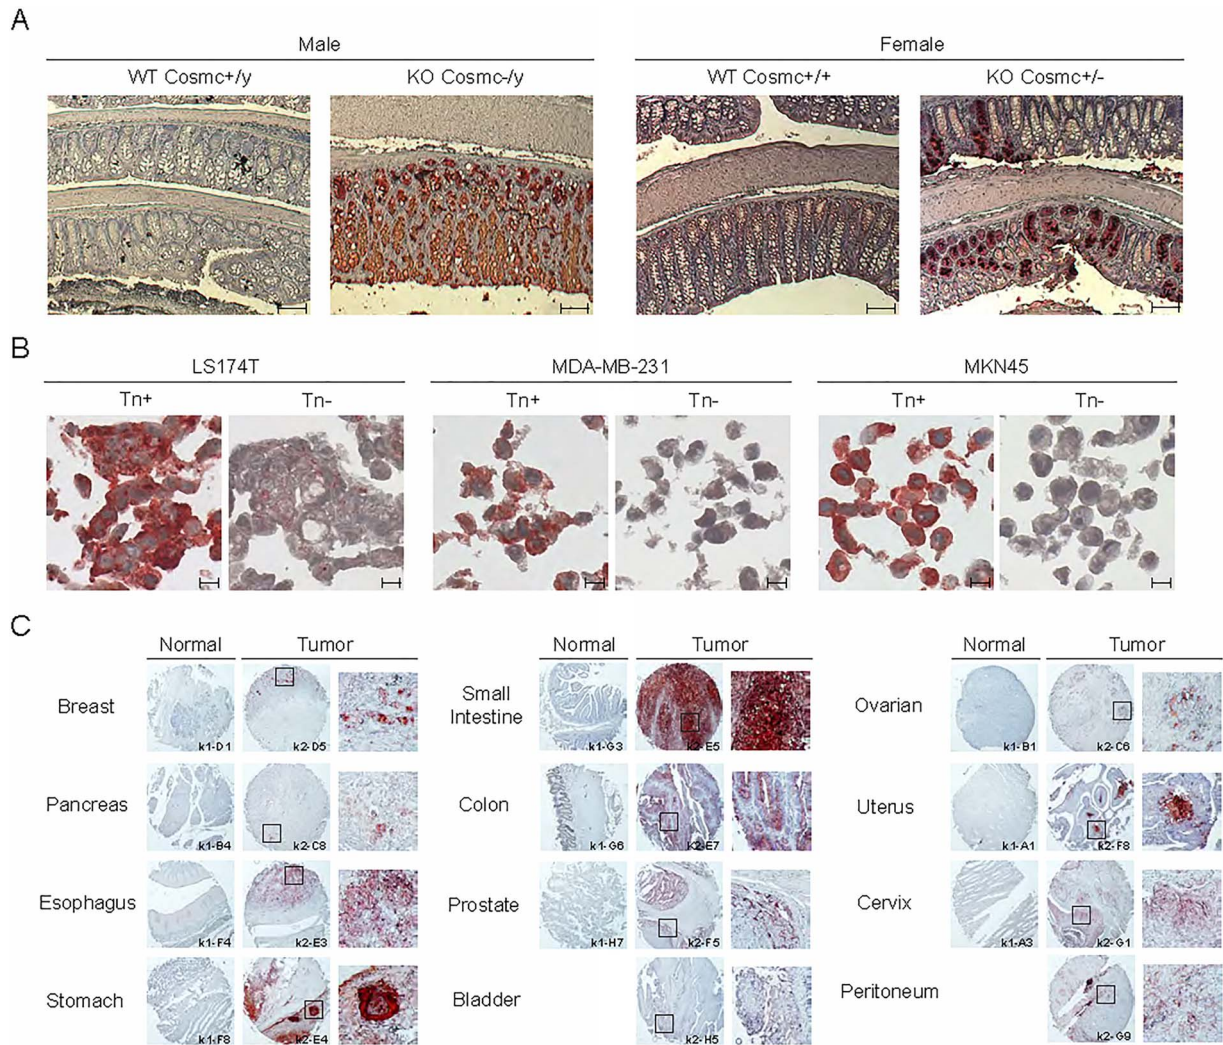 A
Male
Female
WT Cosmc+/y
KO Cosmc-/y
WT Cosmc+/+
KO Cosmc+/-
B
LS174T
MDA-MB-231
MKN45
Tn+
Tn-
Tn+
Tn-
Tn+
Tn-
C
Normal
Tumor
Normal
Tumor
Normal
Tumor
Breast
k1-D1
k2-D5
Small
Intestine
k1-G3
k2-E5
Ovarian
k1-B1
k2-C6
Pancreas
k1-B4
k2-C8
Colon
k1-G6
K2-E7
Uterus
k1-A1
k2-F8
Esophagus
k1-F4
k2-E3
Prostate
k1-H7
k2-F5
Cervix
k1-A3
k2-G1
Stomach
k1-F8
k2-E4
Bladder
k2-H5
Peritoneum
k2-G9